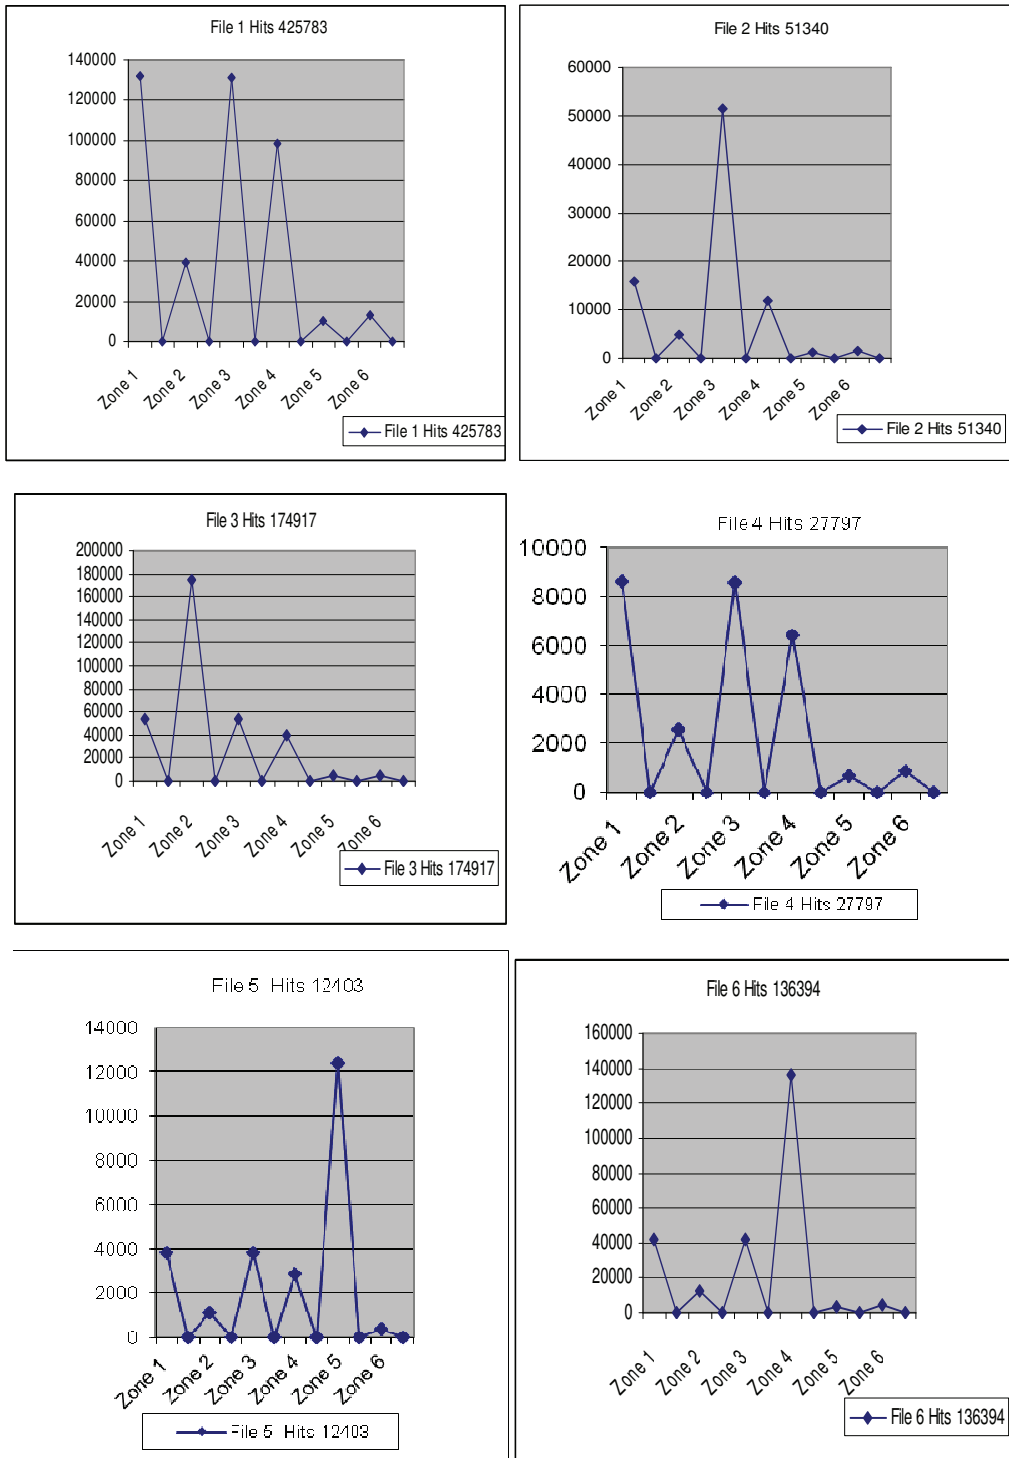 File 1 Hits 425783
140000
120000
100000
80000
60000
40000
20000
0
Zone 1
Zone 2
Zone 3
Zone 4
Zone 5
Zone 6
File 1 Hits 425783
File 2 Hits 51340
60000
50000
40000
30000
20000
10000
0
Zone 1
Zone 2
Zone 3
Zone 4
Zone 5
Zone 6
File 2 Hits 51340
File 3 Hits 174917
200000
180000
160000
140000
120000
100000
80000
60000
40000
20000
0
Zone 1
Zone 2
Zone 3
Zone 4
Zone 5
Zone 6
File 3 Hits 174917
File 4 Hits 27797
10000
8000
6000
4000
2000
0
Zone 1
Zone 2
Zone 3
Zone 4
Zone 5
Zone 6
File 4 Hits 27797
File 5 Hits 12403
14000
12000
10000
8000
6000
4000
2000
0
Zone 1
Zone 2
Zone 3
Zone 4
Zone 5
Zone 6
File 5 Hits 12403
File 6 Hits 136394
160000
140000
120000
100000
80000
60000
40000
20000
0
Zone 1
Zone 2
Zone 3
Zone 4
Zone 5
Zone 6
File 6 Hits 136394